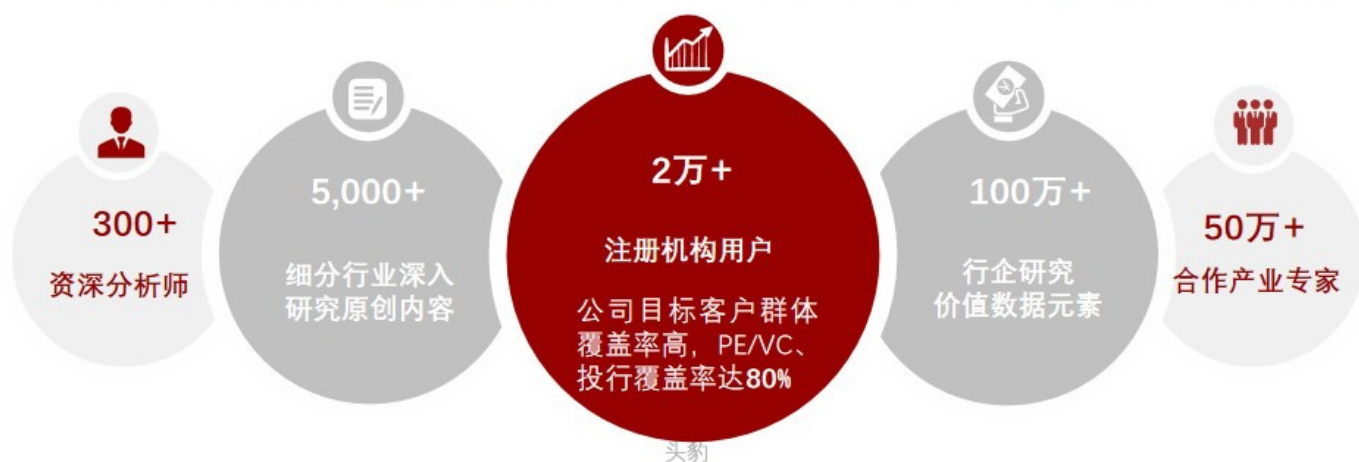 300+
资深分析师
5,000+
细分行业深入
研究原创内容
2万+
注册机构用户
公司目标客户群体
覆盖率高，PE/VC、
投行覆盖率达80%
100万+
行企研究
价值数据元素
50万+
合作产业专家
头豹